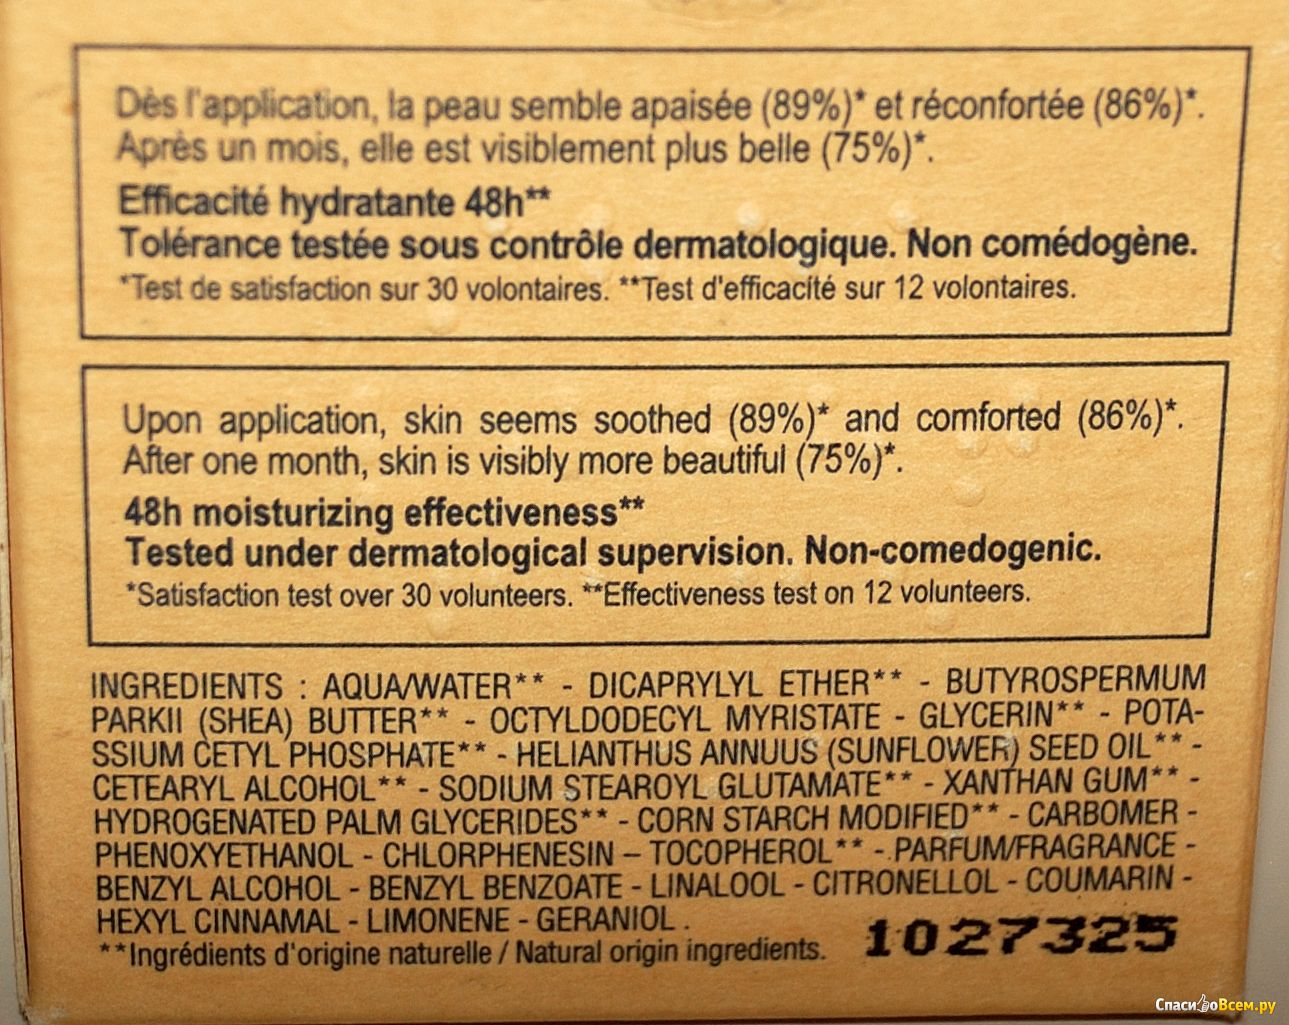 Dès l'application, la peau semble apaisée (89%)* et réconfortée (86%)*.
Après un mois, elle est visiblement plus belle (75%)*.
Efficacité hydratante 48h**
Tolérance testée sous contrôle dermatologique. Non comédogène.
*Test de satisfaction sur 30 volontaires. **Test d'efficacité sur 12 volontaires.
Upon application, skin seems soothed (89%)* and comforted (86%)*.
After one month, skin is visibly more beautiful (75%)*.
48h moisturizing effectiveness**
Tested under dermatological supervision. Non-comedogenic.
*Satisfaction test over 30 volunteers. **Effectiveness test on 12 volunteers.
INGREDIENTS : AQUA/WATER** - DICAPRYLYL ETHER** - BUTYROSPERMUM
PARKII (SHEA) BUTTER** - OCTYLDODECYL MYRISTATE - GLYCERIN** - POTA-
SSIUM CETYL PHOSPHATE** - HELIANTHUS ANNUUS (SUNFLOWER) SEED OIL** -
CETEARYL ALCOHOL** - SODIUM STEAROYL GLUTAMATE** - XANTHAN GUM** -
HYDROGENATED PALM GLYCERIDES** - CORN STARCH MODIFIED** - CARBOMER -
PHENOXYETHANOL - CHLORPHENESIN – TOCOPHEROL** - PARFUM/FRAGRANCE -
BENZYL ALCOHOL - BENZYL BENZOATE - LINALOOL - CITRONELLOL - COUMARIN -
HEXYL CINNAMAL - LIMONENE - GERANIOL .
**Ingrédients d'origine naturelle / Natural origin ingredients.
1027325
СпасибоВсем.ру